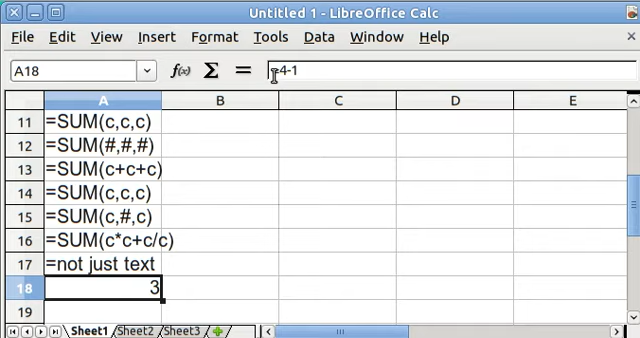 Untitled 1 - LibreOffice Calc
File Edit View Insert Format Tools Data Window Help
A18 f(x) Σ = =4-1
A B C D E
11 =SUM(c,c,c)
12 =SUM(#,#,#)
13 =SUM(c+c+c)
14 =SUM(c,c,c)
15 =SUM(c,#,c)
16 =SUM(c*c+c/c)
17 =not just text
18 3
19
Sheet1 Sheet2 Sheet3